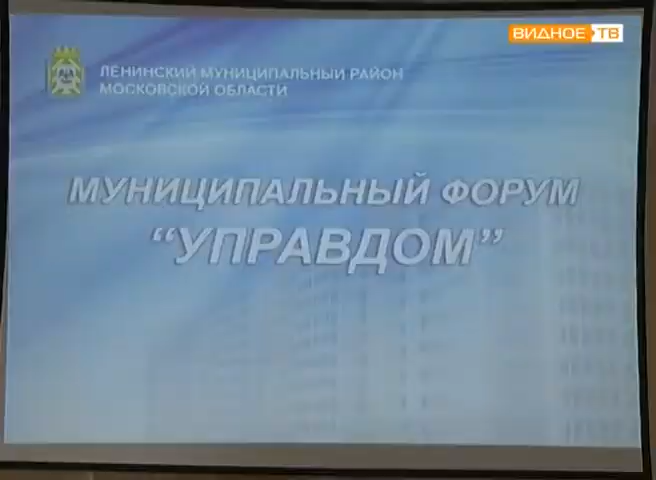 ВИДНОЕ ТВ
ЛЕНИНСКИЙ МУНИЦИПАЛЬНЫЙ РАЙОН
МОСКОВСКОЙ ОБЛАСТИ
МУНИЦИПАЛЬНЫЙ ФОРУМ
“УПРАВДОМ”